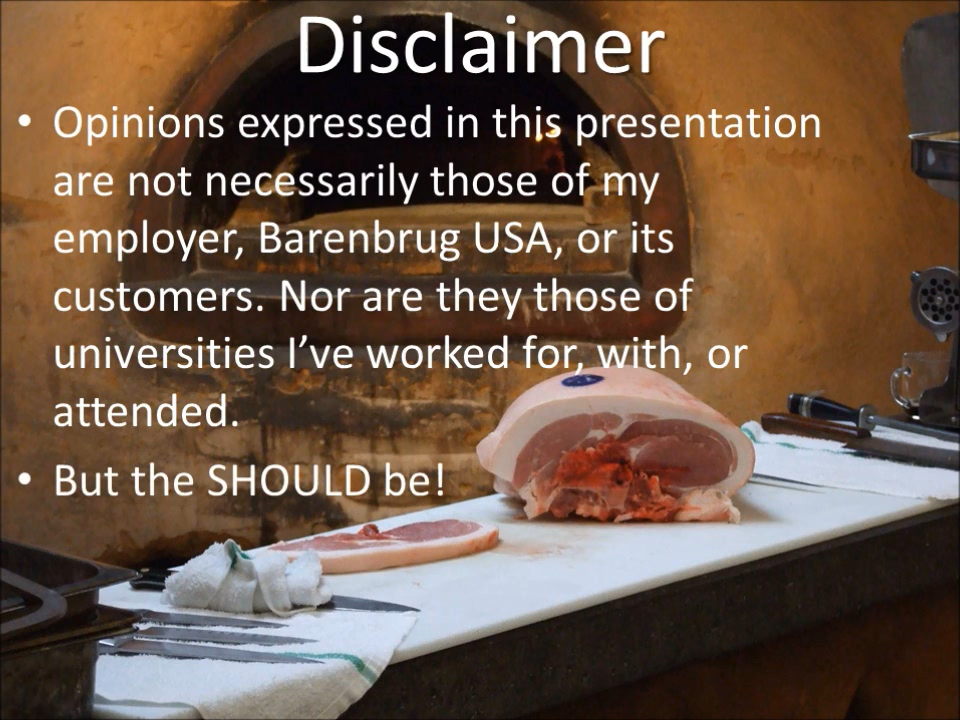 Disclaimer
• Opinions expressed in this presentation
are not necessarily those of my
employer, Barenbrug USA, or its
customers. Nor are they those of
universities I’ve worked for, with, or
attended.
• But the SHOULD be!